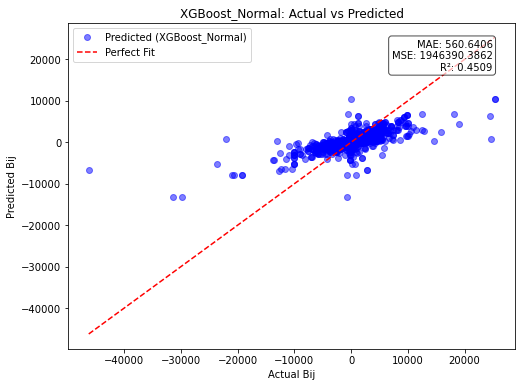 XGBoost_Normal: Actual vs Predicted
Predicted (XGBoost_Normal)
Perfect Fit
MAE: 560.6406
MSE: 1946390.3862
R²: 0.4509
20000
10000
0
−10000
−20000
−30000
−40000
Predicted Bij
−40000 −30000 −20000 −10000 0 10000 20000
Actual Bij